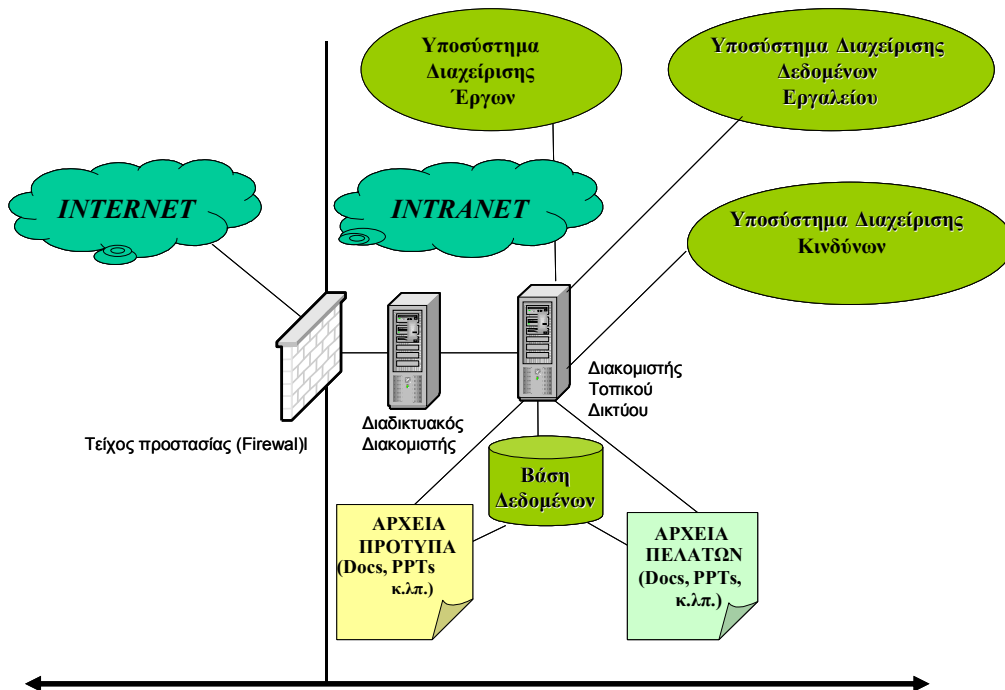 Υποσύστημα
Διαχείρισης
Έργων
Υποσύστημα Διαχείρισης
Δεδομένων
Εργαλείου
INTERNET
INTRANET
Υποσύστημα Διαχείρισης
Κινδύνων
Διακομιστής
Τοπικού
Δικτύου
Διαδικτυακός
Διακομιστής
Τείχος προστασίας (Firewal)l
Βάση
Δεδομένων
ΑΡΧΕΙΑ
ΠΡΟΤΥΠΑ
(Docs, PPTs
κ.λπ.)
ΑΡΧΕΙΑ
ΠΕΛΑΤΩΝ
(Docs, PPTs,
κ.λπ.)